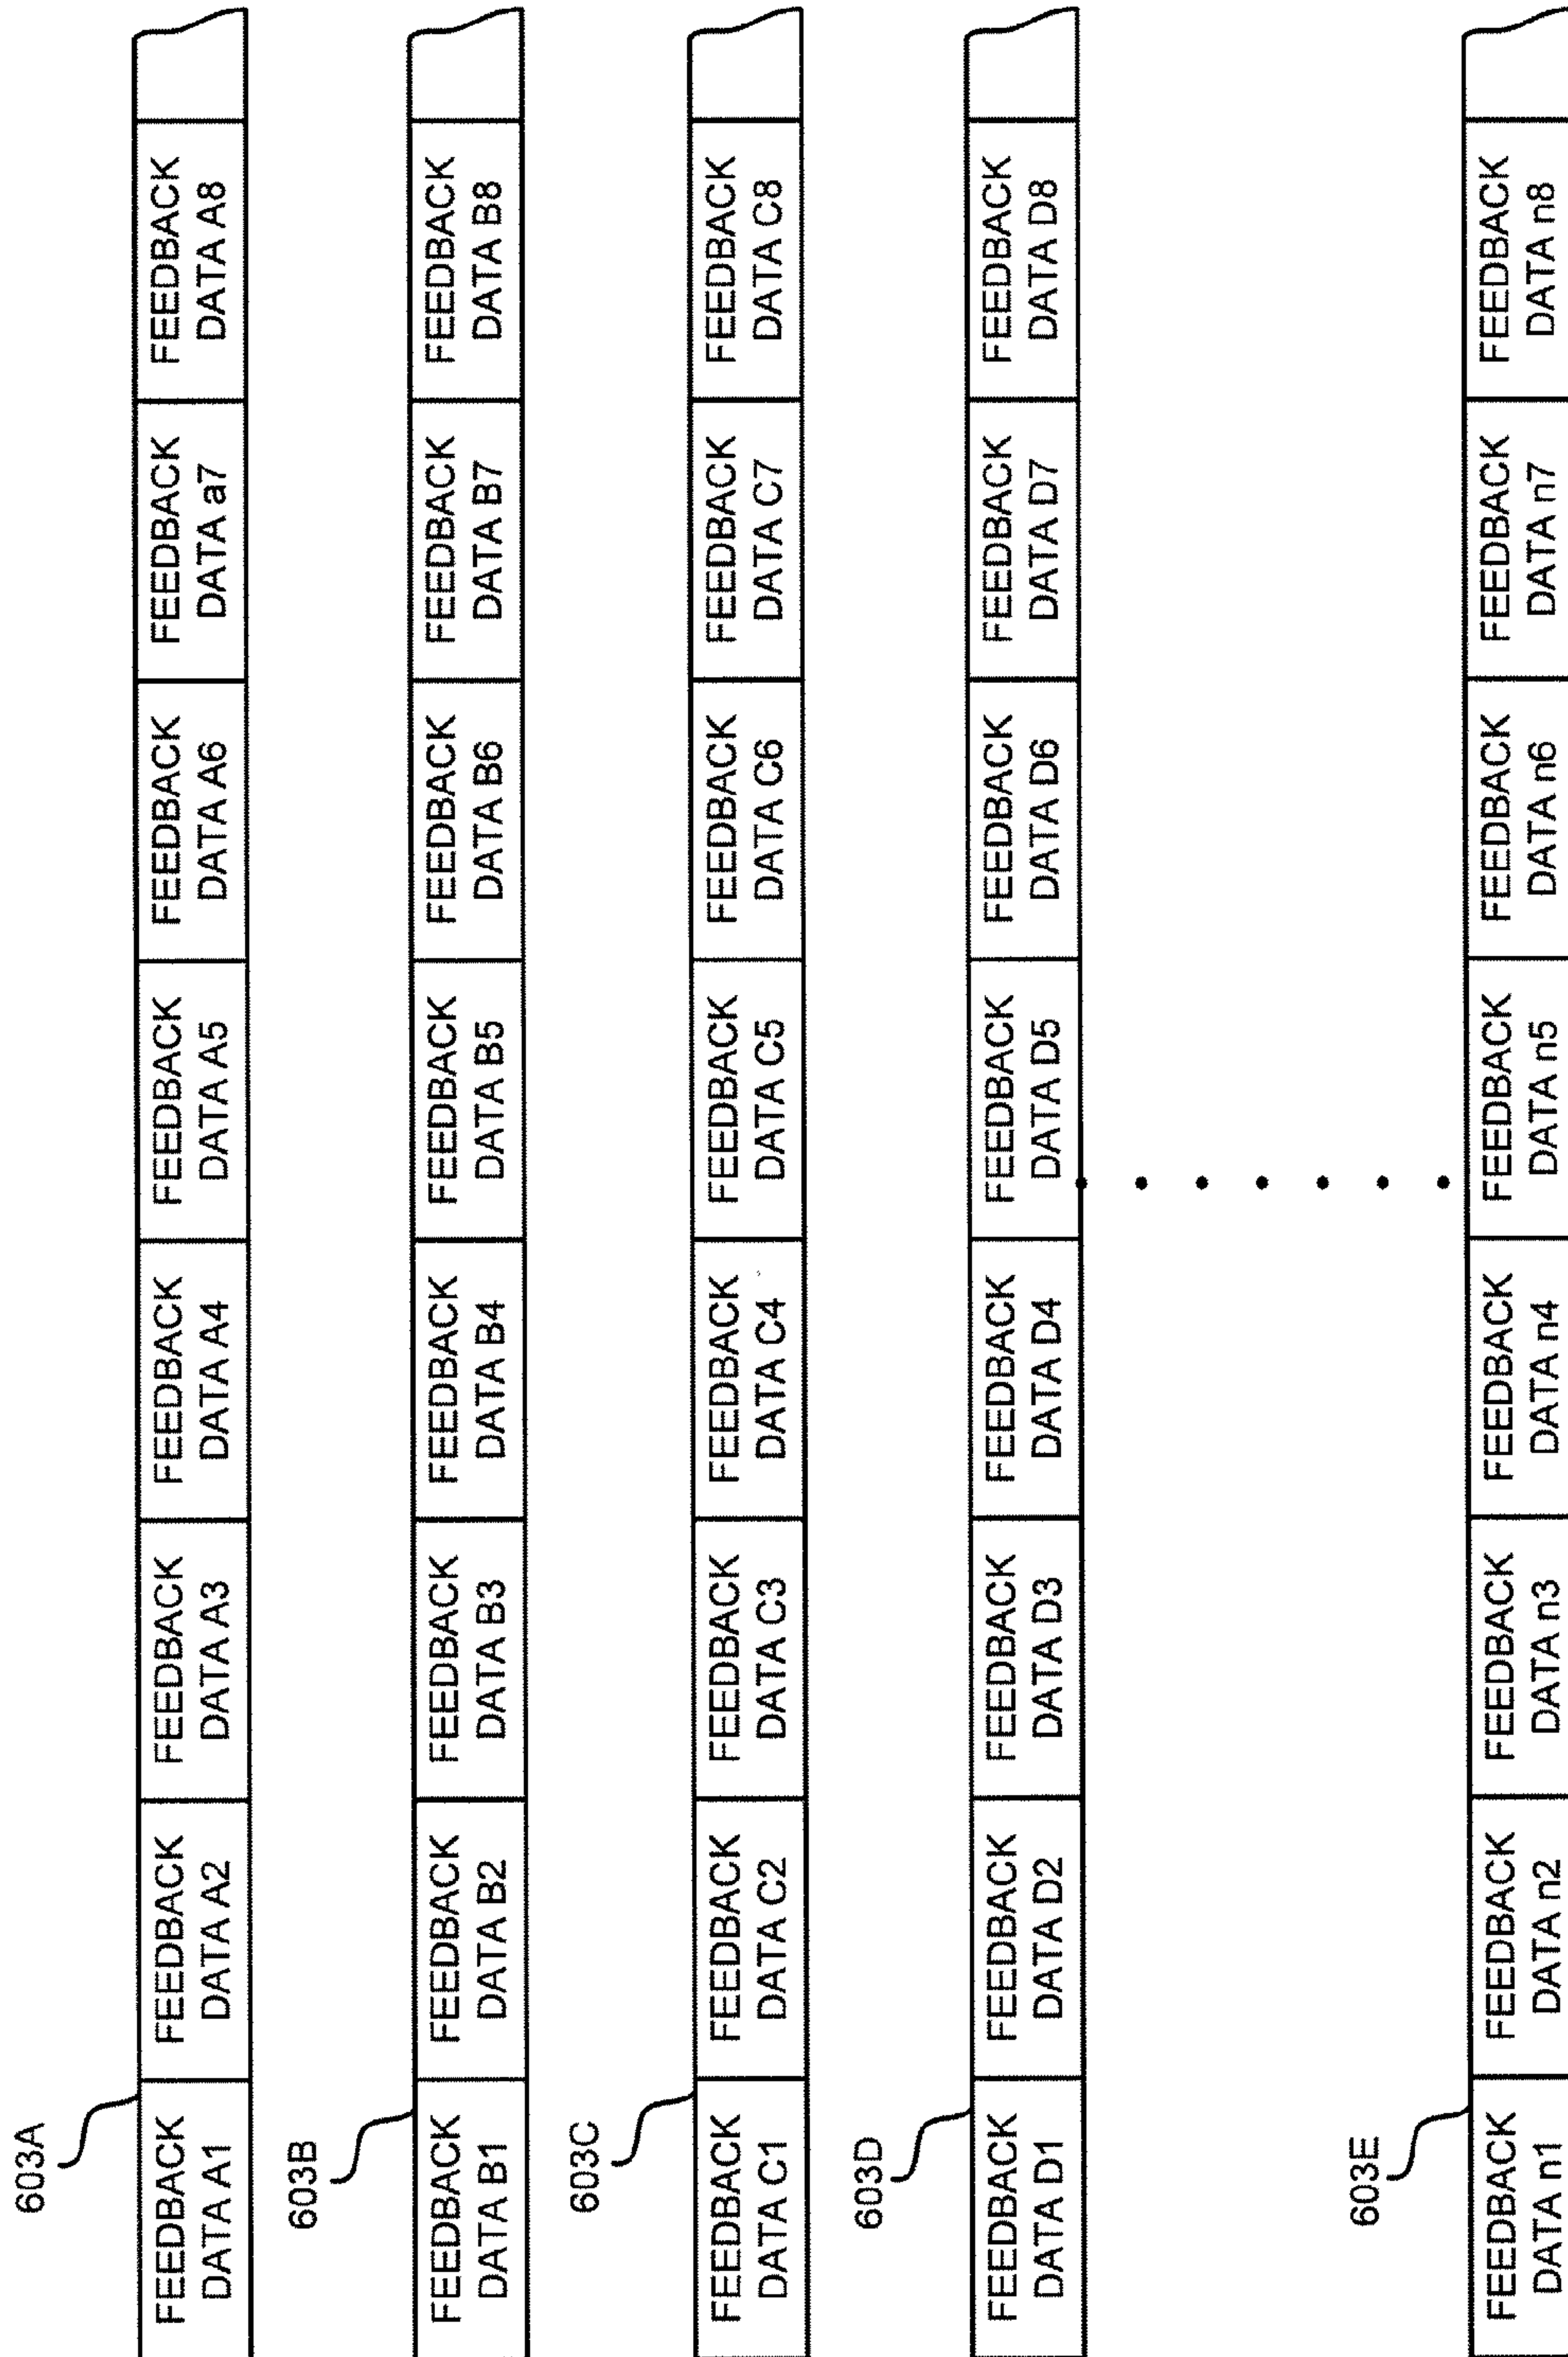 603A
FEEDBACK
DATA A1
FEEDBACK
DATA A2
FEEDBACK
DATA A3
FEEDBACK
DATA A4
FEEDBACK
DATA A5
FEEDBACK
DATA A6
FEEDBACK
DATA a7
FEEDBACK
DATA A8
603B
FEEDBACK
DATA B1
FEEDBACK
DATA B2
FEEDBACK
DATA B3
FEEDBACK
DATA B4
FEEDBACK
DATA B5
FEEDBACK
DATA B6
FEEDBACK
DATA B7
FEEDBACK
DATA B8
603C
FEEDBACK
DATA C1
FEEDBACK
DATA C2
FEEDBACK
DATA C3
FEEDBACK
DATA C4
FEEDBACK
DATA C5
FEEDBACK
DATA C6
FEEDBACK
DATA C7
FEEDBACK
DATA C8
603D
FEEDBACK
DATA D1
FEEDBACK
DATA D2
FEEDBACK
DATA D3
FEEDBACK
DATA D4
FEEDBACK
DATA D5
FEEDBACK
DATA D6
FEEDBACK
DATA D7
FEEDBACK
DATA D8
603E
FEEDBACK
DATA n1
FEEDBACK
DATA n2
FEEDBACK
DATA n3
FEEDBACK
DATA n4
FEEDBACK
DATA n5
FEEDBACK
DATA n6
FEEDBACK
DATA n7
FEEDBACK
DATA n8